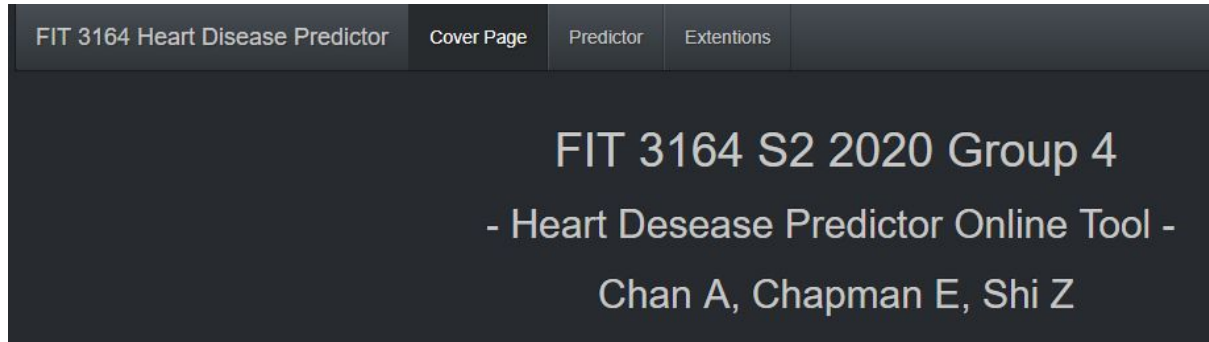 FIT 3164 Heart Disease Predictor Cover Page Predictor Extentions
FIT 3164 S2 2020 Group 4
- Heart Desease Predictor Online Tool -
Chan A, Chapman E, Shi Z